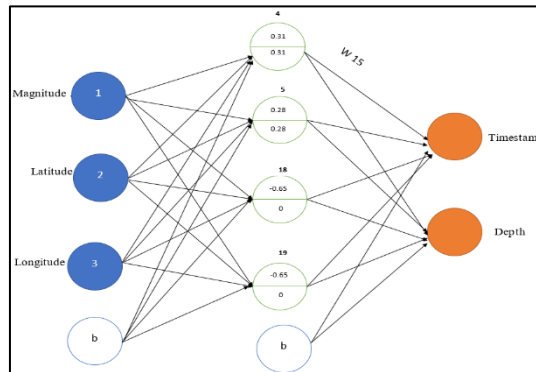 4
0.31
0.31
W 15
Magnitude
1
5
0.28
0.28
Timestam
Latitude
2
18
-0.65
0
Depth
Longitude
3
19
-0.65
0
b
b